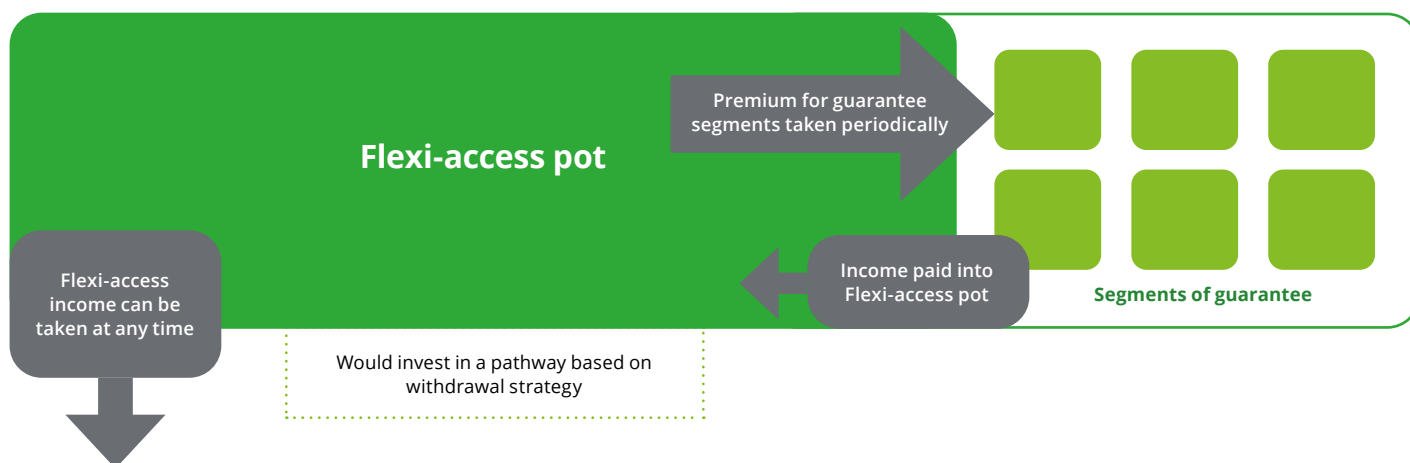 Premium for guarantee
segments taken periodically
Flexi-access pot
Flexi-access
income can be
taken at any time
Income paid into
Flexi-access pot
Segments of guarantee
Would invest in a pathway based on
withdrawal strategy